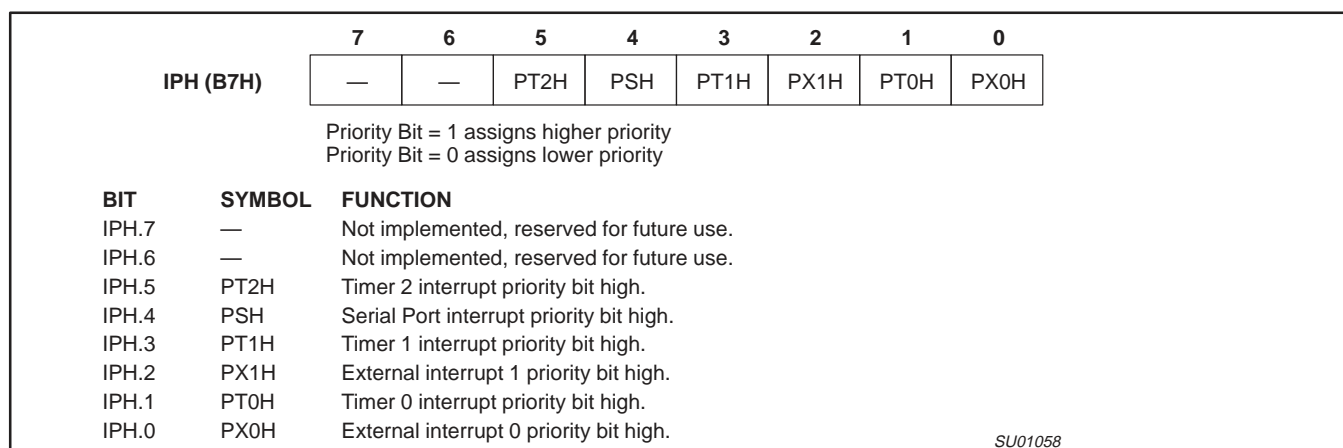 7 6 5 4 3 2 1 0
IPH (B7H) — — PT2H PSH PT1H PX1H PT0H PX0H
Priority Bit = 1 assigns higher priority
Priority Bit = 0 assigns lower priority
BIT SYMBOL FUNCTION
IPH.7 — Not implemented, reserved for future use.
IPH.6 — Not implemented, reserved for future use.
IPH.5 PT2H Timer 2 interrupt priority bit high.
IPH.4 PSH Serial Port interrupt priority bit high.
IPH.3 PT1H Timer 1 interrupt priority bit high.
IPH.2 PX1H External interrupt 1 priority bit high.
IPH.1 PT0H Timer 0 interrupt priority bit high.
IPH.0 PX0H External interrupt 0 priority bit high.
SU01058